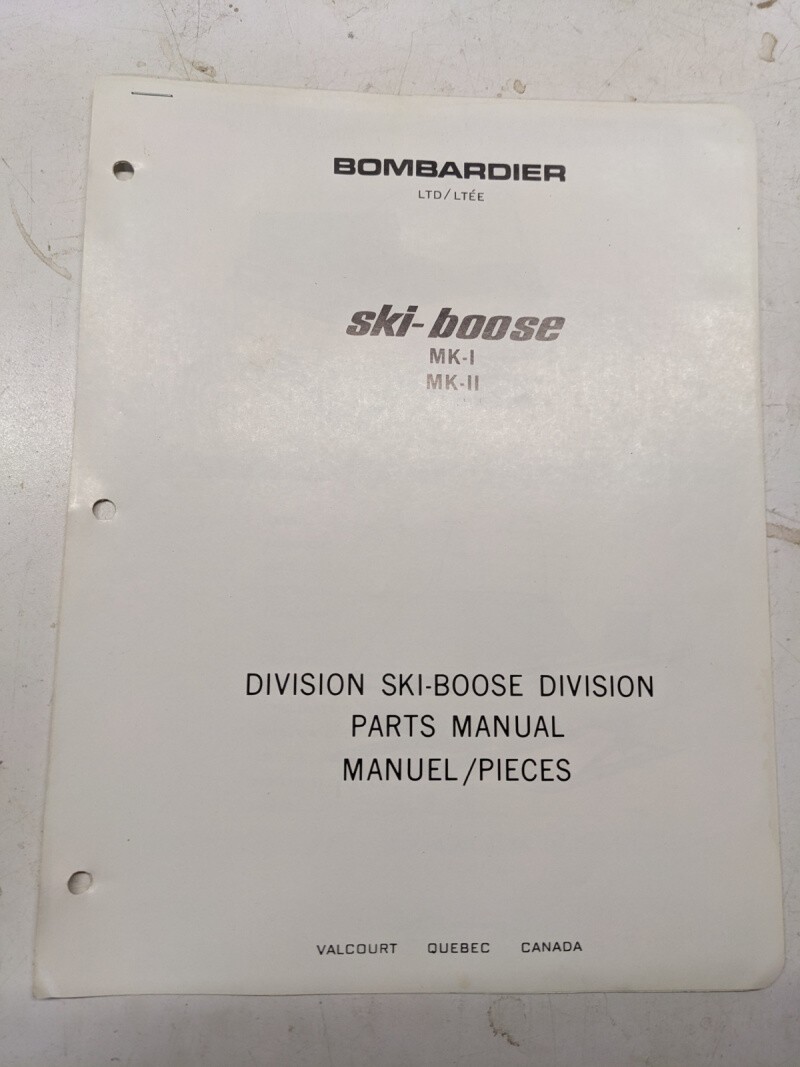 BOMBARDIER
LTD/LTÉE
ski-boose
MK-I
MK-II
DIVISION SKI-BOOSE DIVISION
PARTS MANUAL
MANUEL/PIECES
VALCOURT QUEBEC CANADA